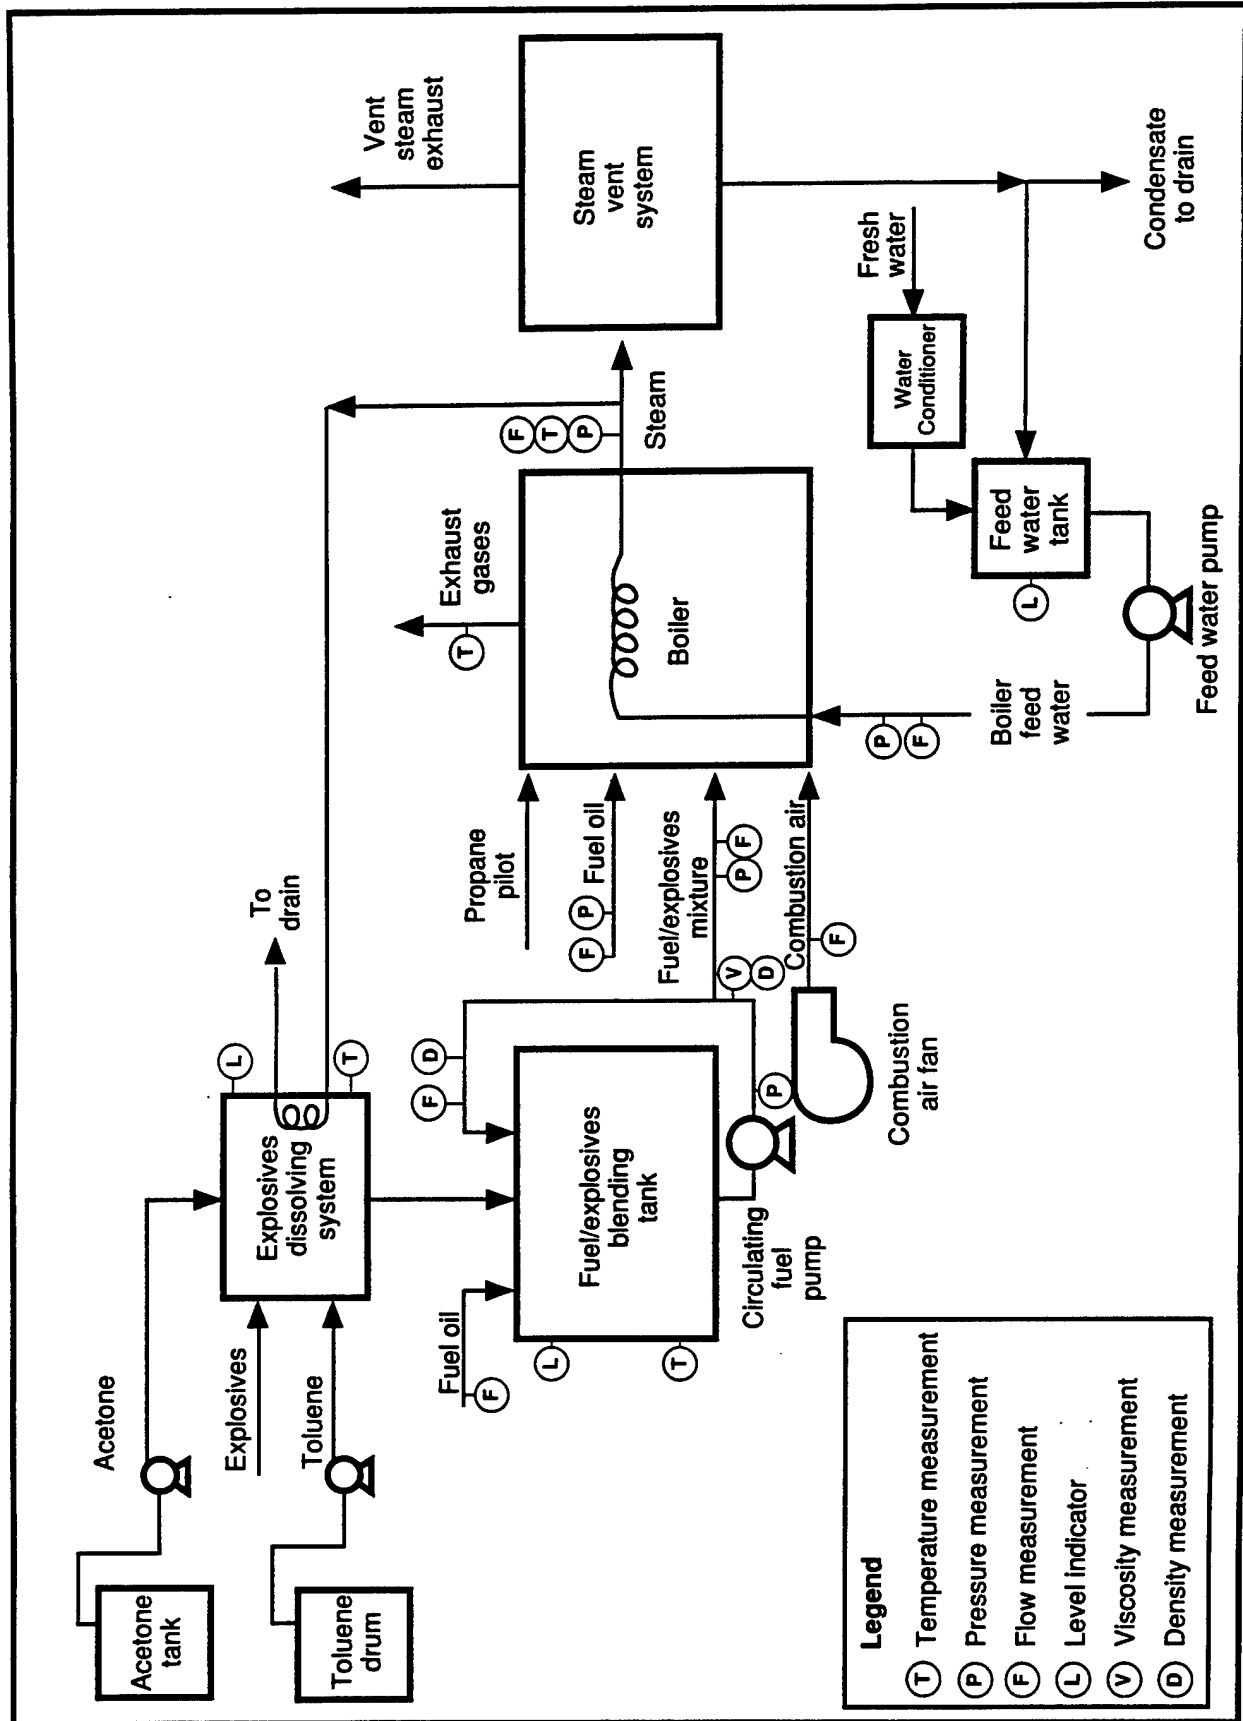 Acetone
tank
Toluene
drum
Acetone
Explosives
Toluene
Explosives
dissolving
system
L
T
To
drain
Fuel oil
F
Fuel/explosives
blending
tank
L
T
F
D
Circulating
fuel
pump
P
V
D
Combustion
air fan
Propane
pilot
F
P
Fuel oil
Fuel/explosives
mixture
P
F
Combustion air
F
Boiler
T
Exhaust
gases
F
T
P
Steam
Vent
steam
exhaust
Steam
vent
system
Fresh
water
Water
Conditioner
Feed
water
tank
L
Condensate
to drain
P
F
Boiler
feed
water
Feed water pump
Legend
T Temperature measurement
P Pressure measurement
F Flow measurement
L Level indicator
V Viscosity measurement
D Density measurement